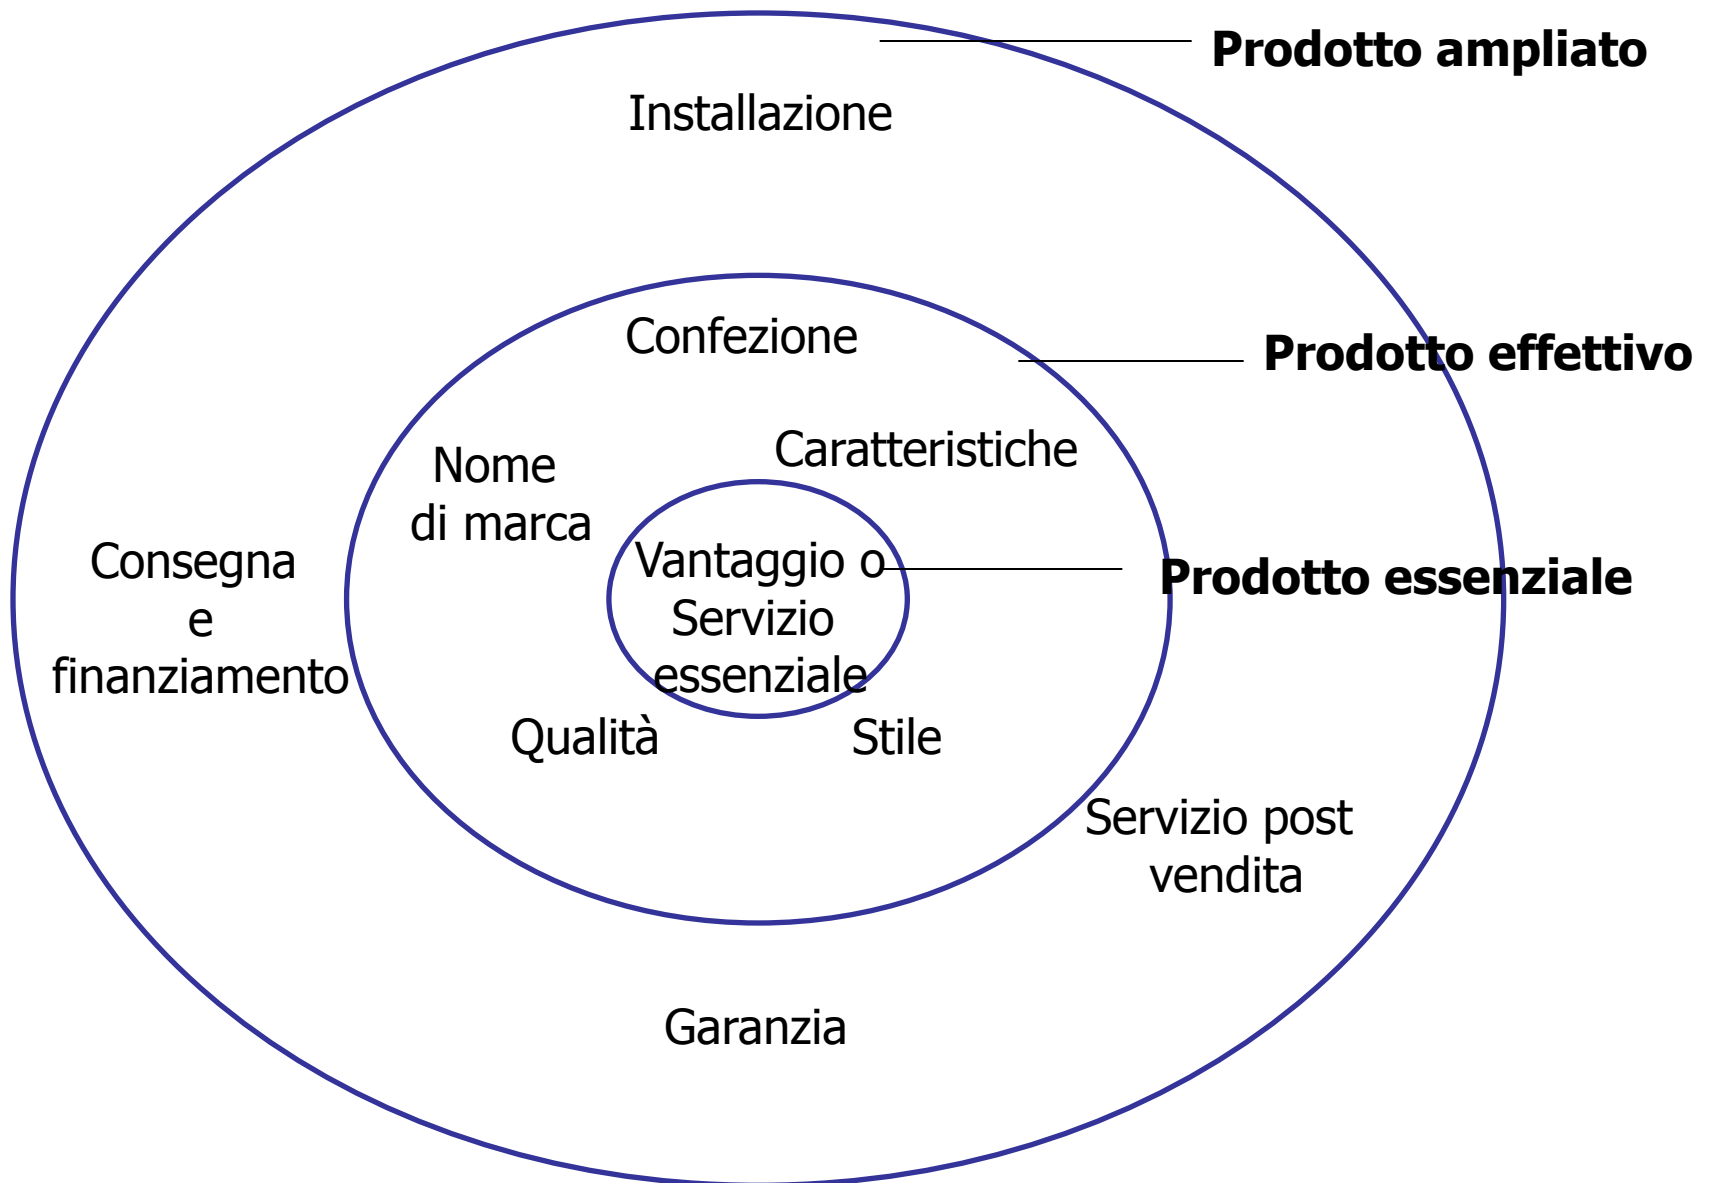 Prodotto ampliato
Installazione
Confezione
Prodotto effettivo
Caratteristiche
Nome
di marca
Consegna
e
finanziamento
Vantaggio o
Servizio
essenziale
Prodotto essenziale
Qualità
Stile
Servizio post
vendita
Garanzia